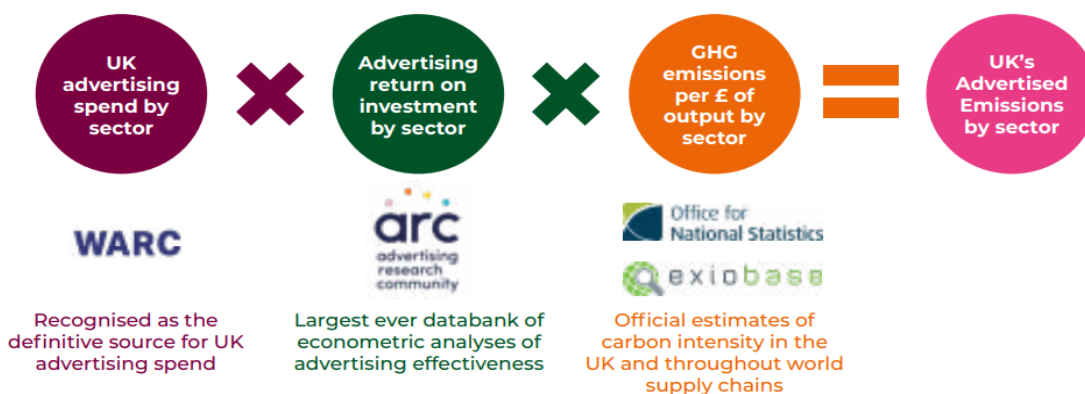 UK
advertising
spend by
sector
Advertising
return on
investment
by sector
GHG
emissions
per £ of
output by
sector
UK's
Advertised
Emissions
by sector
WARC
arc
advertising
research
community
Office for
National Statistics
exiobase
Recognised as the
definitive source for UK
advertising spend
Largest ever databank of
econometric analyses of
advertising effectiveness
Official estimates of
carbon intensity in the
UK and throughout world
supply chains